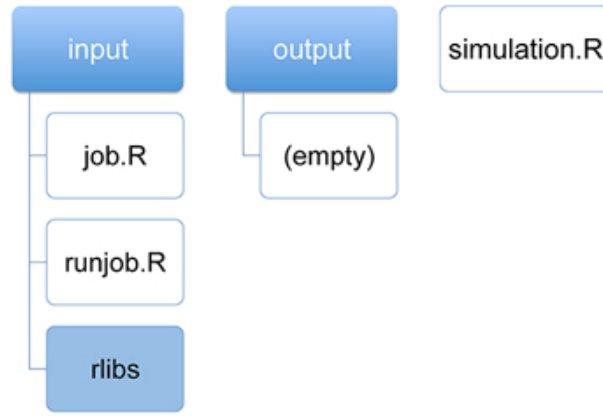 input
output
simulation.R
job.R
(empty)
runjob.R
rlibs